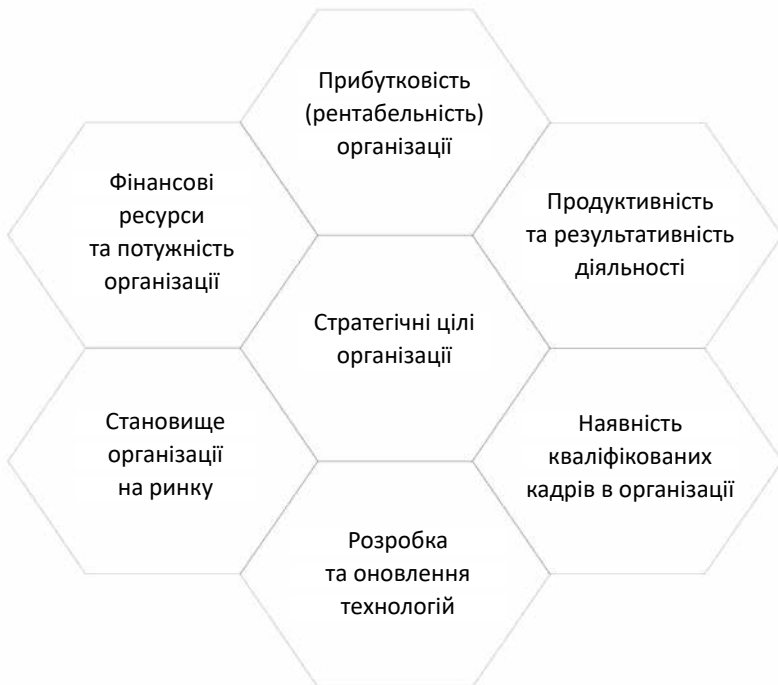 Прибутковість
(рентабельність)
організації
Фінансові
ресурси
та потужність
організації
Продуктивність
та результативність
діяльності
Стратегічні цілі
організації
Становище
організації
на ринку
Наявність
кваліфікованих
кадрів в організації
Розробка
та оновлення
технологій